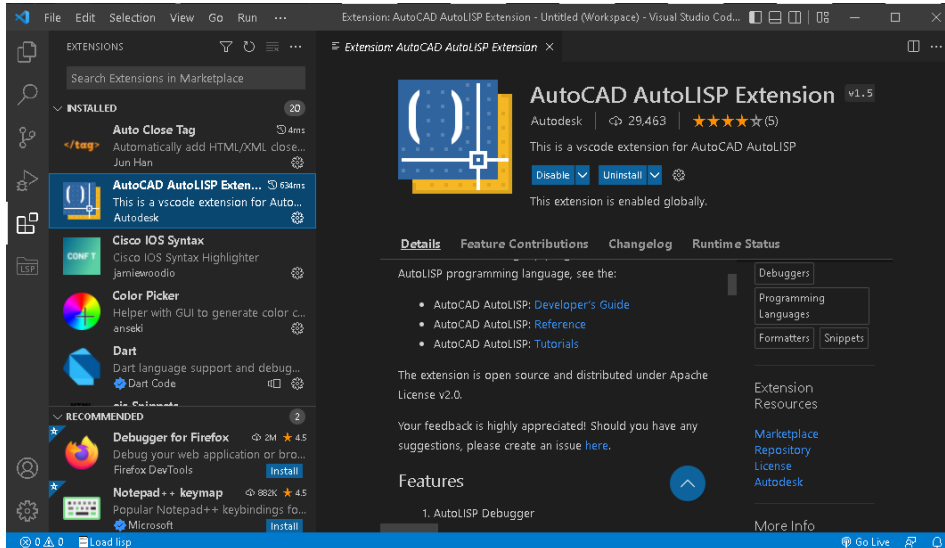 File Edit Selection View Go Run ··· Extension: AutoCAD AutoLISP Extension - Untitled (Workspace) - Visual Studio Cod...
EXTENSIONS
Search Extensions in Marketplace
INSTALLED 20
Auto Close Tag 4ms
</tag> Automatically add HTML/XML close...
Jun Han
AutoCAD AutoLISP Exten... 634ms
This is a vscode extension for Auto...
Autodesk
Cisco IOS Syntax
CONF T Cisco IOS Syntax Highlighter
jamiewoodio
Color Picker
Helper with GUI to generate color c...
anseki
Dart
Dart language support and debug...
Dart Code
RECOMMENDED 2
Debugger for Firefox 2M ★ 4.5
Debug your web application or bro...
Firefox DevTools Install
Notepad++ keymap 882K ★ 4.5
Popular Notepad++ keybindings fo...
Microsoft Install
LSP
Extension: AutoCAD AutoLISP Extension
AutoCAD AutoLISP Extension v1.5
Autodesk | 29,463 | ★★★★☆(5)
This is a vscode extension for AutoCAD AutoLISP
Disable Uninstall
This extension is enabled globally.
Details Feature Contributions Changelog Runtime Status
AutoLISP programming language, see the:
• AutoCAD AutoLISP: Developer's Guide
• AutoCAD AutoLISP: Reference
• AutoCAD AutoLISP: Tutorials
The extension is open source and distributed under Apache
License v2.0.
Your feedback is highly appreciated! Should you have any
suggestions, please create an issue here.
Features
1. AutoLISP Debugger
Debuggers
Programming
Languages
Formatters Snippets
Extension
Resources
Marketplace
Repository
License
Autodesk
More Info
0 0 Load lisp Go Live